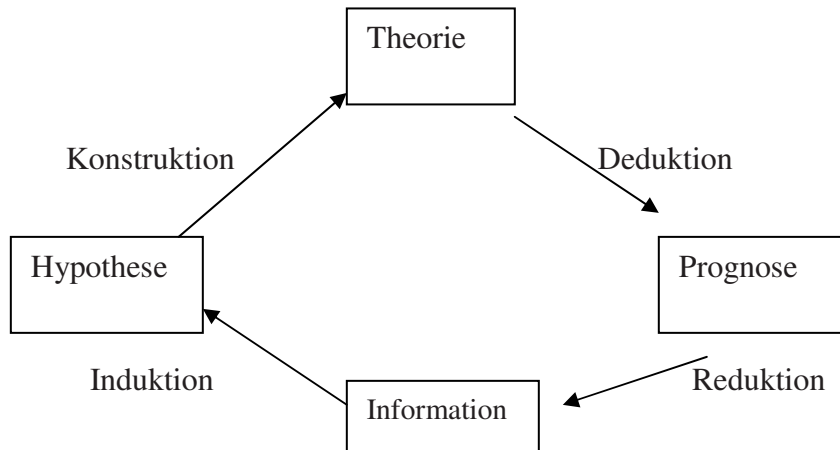 Theorie
Konstruktion
Deduktion
Hypothese
Prognose
Induktion
Reduktion
Information